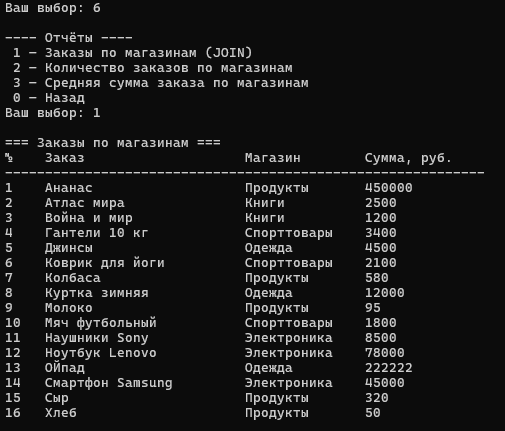 Ваш выбор: 6
---- Отчёты ----
1 - Заказы по магазинам (JOIN)
2 - Количество заказов по магазинам
3 - Средняя сумма заказа по магазинам
0 - Назад
Ваш выбор: 1
=== Заказы по магазинам ===
№ Заказ Магазин Сумма, руб.
------------------------------------------------------------
1 Ананас Продукты 450000
2 Атлас мира Книги 2500
3 Война и мир Книги 1200
4 Гантели 10 кг Спорттовары 3400
5 Джинсы Одежда 4500
6 Коврик для йоги Спорттовары 2100
7 Колбаса Продукты 580
8 Куртка зимняя Одежда 12000
9 Молоко Продукты 95
10 Мяч футбольный Спорттовары 1800
11 Наушники Sony Электроника 8500
12 Ноутбук Lenovo Электроника 78000
13 ОЙпад Одежда 222222
14 Смартфон Samsung Электроника 45000
15 Сыр Продукты 320
16 Хлеб Продукты 50